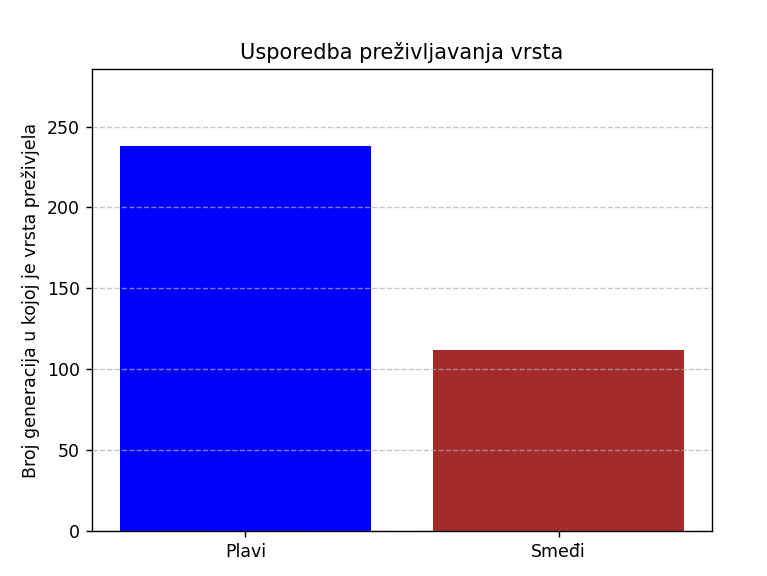 Usporedba preživljavanja vrsta
Broj generacija u kojoj je vrsta preživjela
250
200
150
100
50
0
Plavi
Smeđi